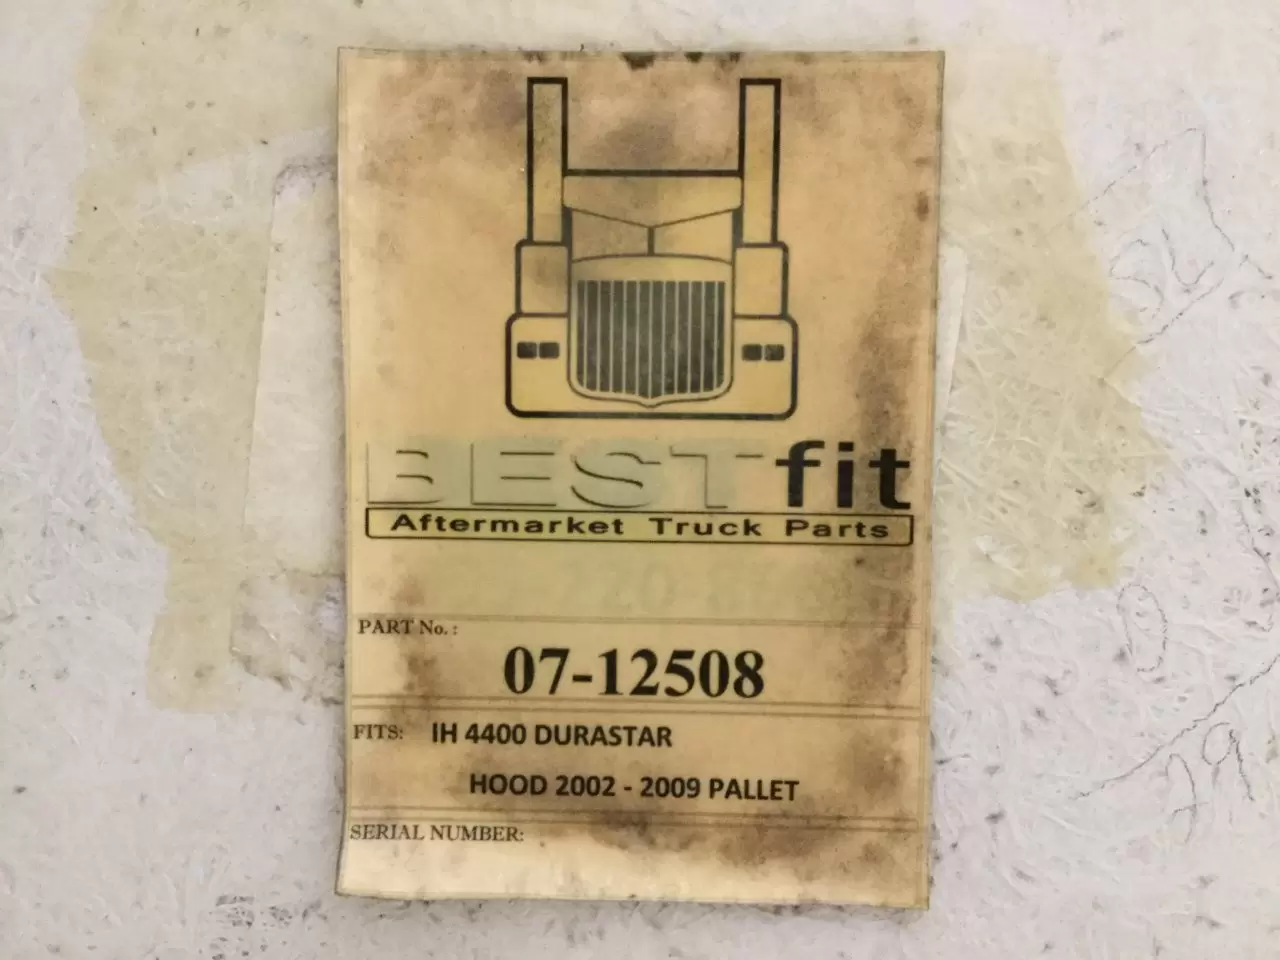 BESTfit
Aftermarket Truck Parts
PART No. :
07-12508
FITS: IH 4400 DURASTAR
HOOD 2002 - 2009 PALLET
SERIAL NUMBER: